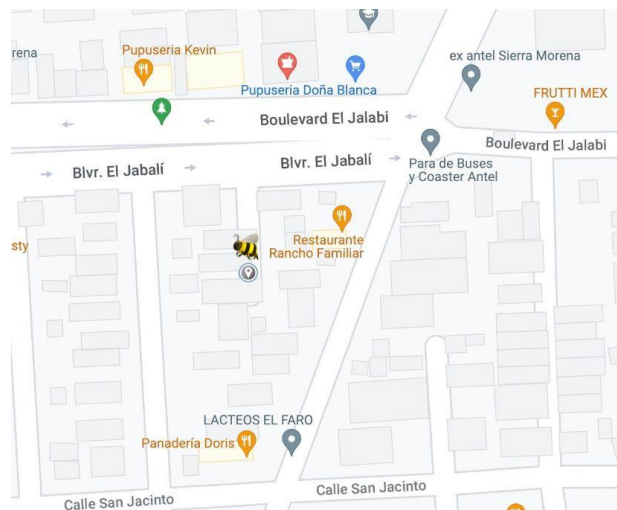 rena
Pupuseria Kevin
ex antel Sierra Morena
Pupuseria Doña Blanca
FRUTTI MEX
Boulevard El Jalabi
Boulevard El Jalabi
Blvr. El Jabalí
Blvr. El Jabalí
Para de Buses
y Coaster Antel
sty
Restaurante
Rancho Familiar
LACTEOS EL FARO
Panadería Doris
Calle San Jacinto
Calle San Jacinto